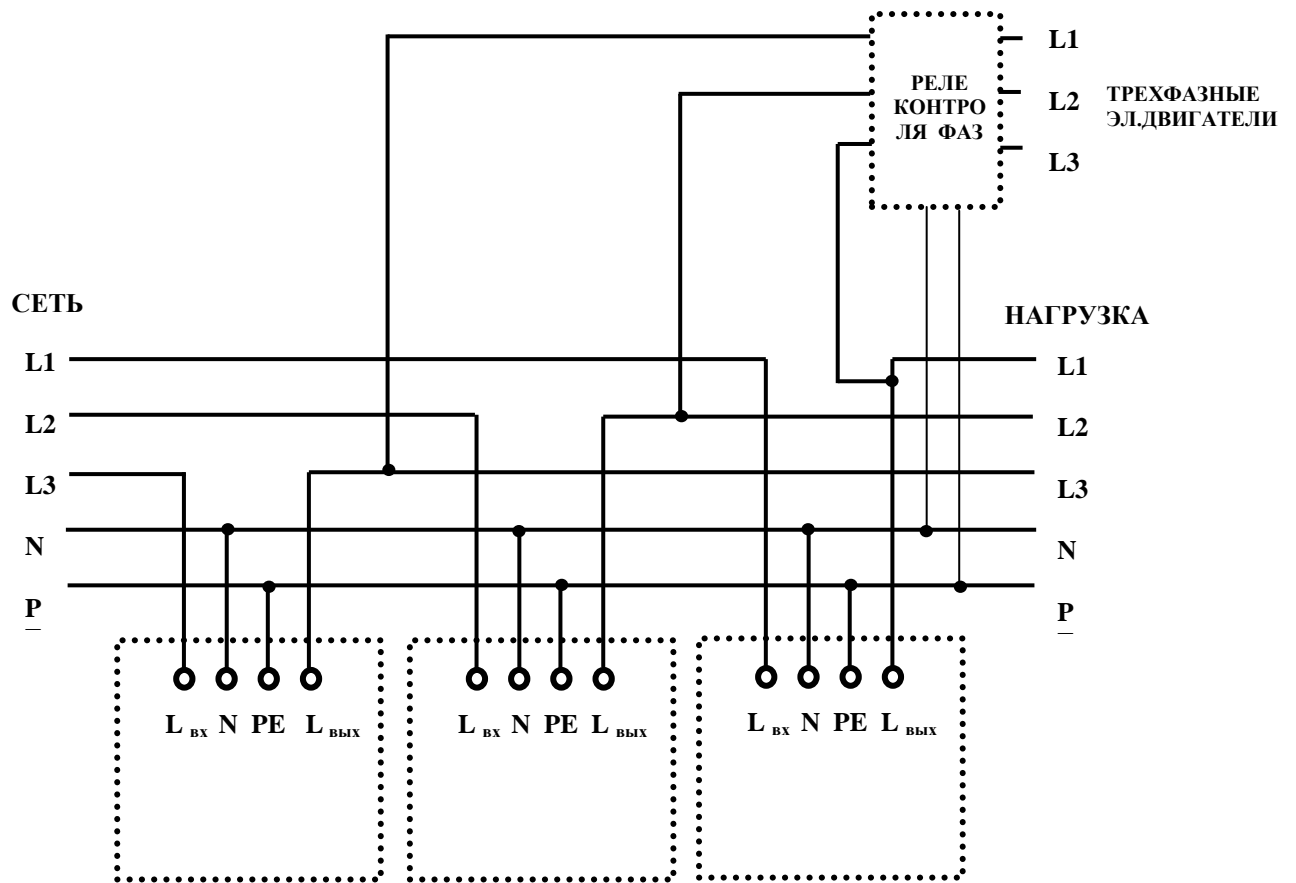 L1
РЕЛЕ
КОНТРО
ЛЯ ФАЗ
L2
ТРЕХФАЗНЫЕ
ЭЛ.ДВИГАТЕЛИ
L3
СЕТЬ
НАГРУЗКА
L1
L1
L2
L2
L3
L3
N
N
P
P
L вх N PE L вых
L вх N PE L вых
L вх N PE L вых